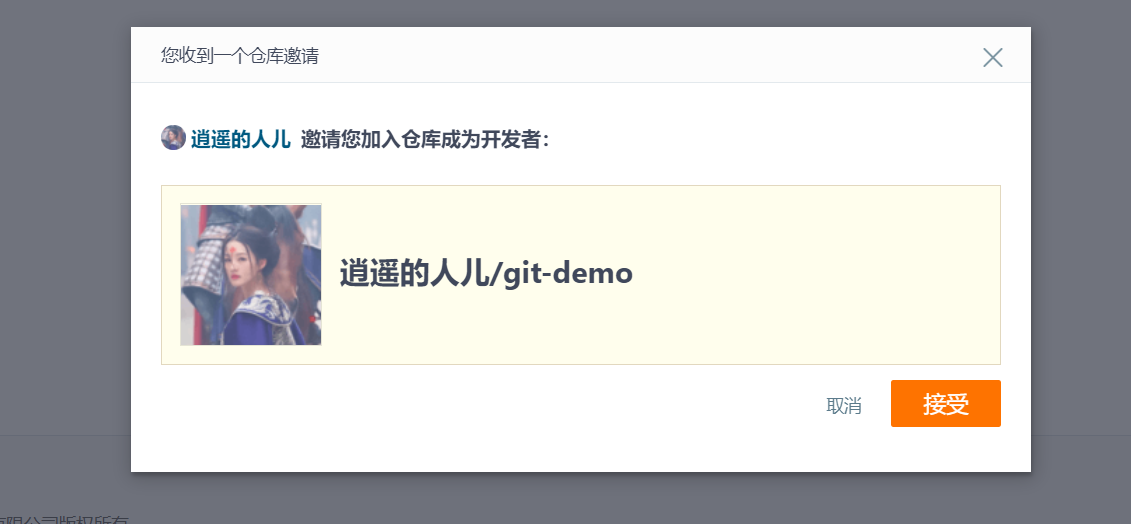 您收到一个仓库邀请
逍遥的人儿 邀请您加入仓库成为开发者：
逍遥的人儿/git-demo
取消 接受
有限公司版权所有